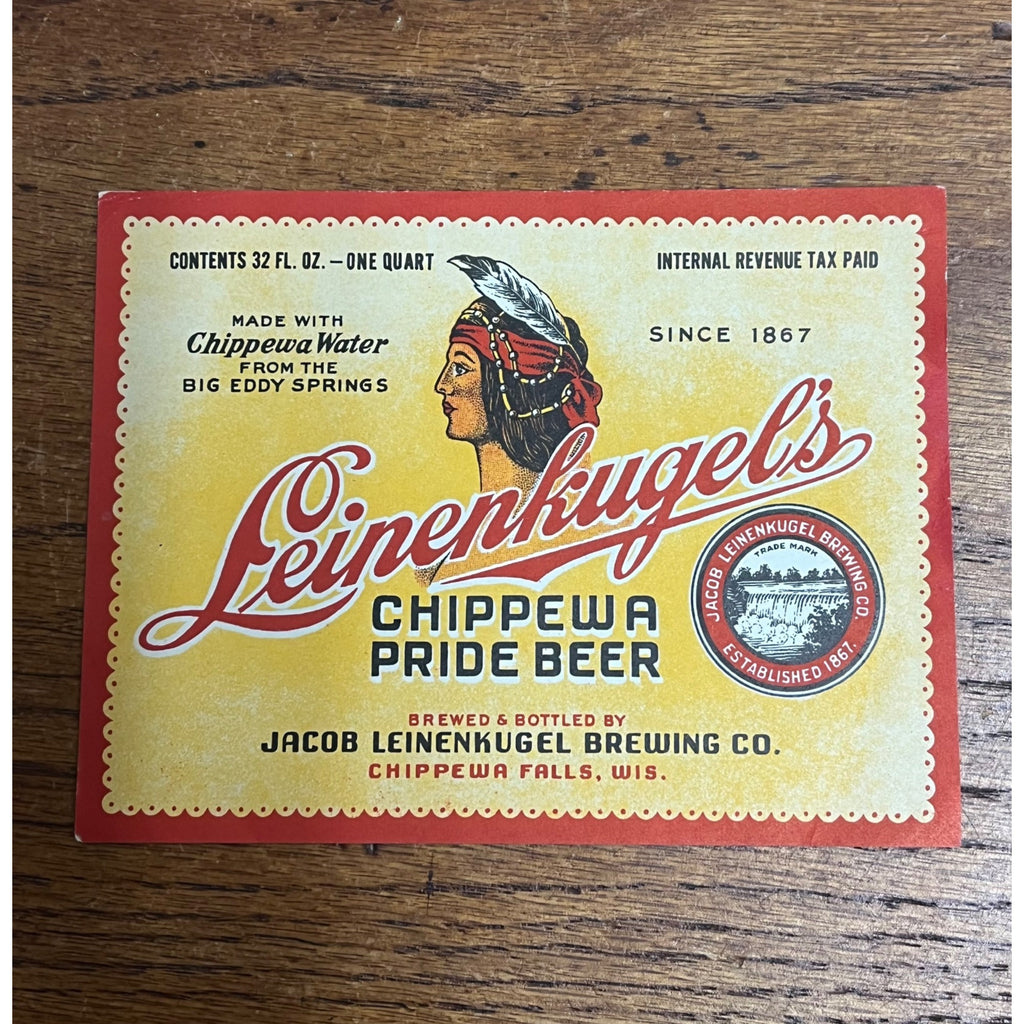 CONTENTS 32 FL. OZ. – ONE QUART
INTERNAL REVENUE TAX PAID
MADE WITH
Chippewa Water
FROM THE
BIG EDDY SPRINGS
SINCE 1867
Leinenkugel's
CHIPPEWA
PRIDE BEER
JACOB LEINENKUGEL BREWING CO.
TRADE MARK
ESTABLISHED 1867.
BREWED & BOTTLED BY
JACOB LEINENKUGEL BREWING CO.
CHIPPEWA FALLS, WIS.